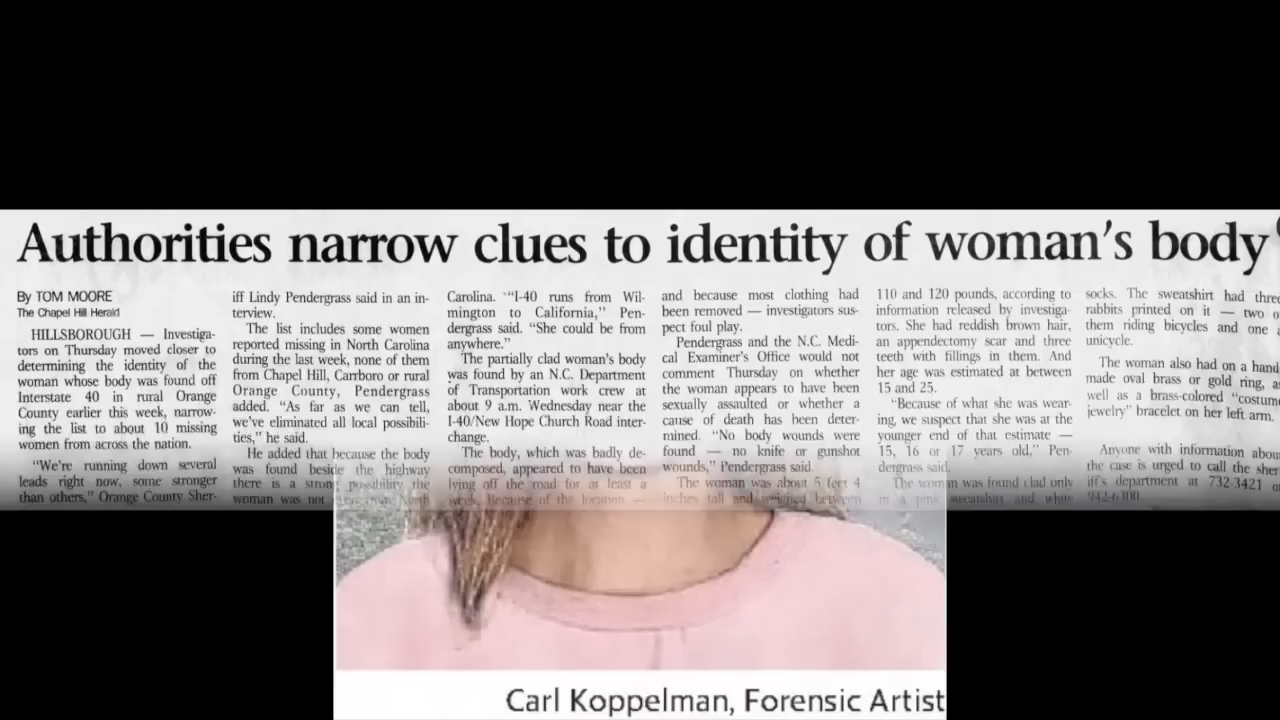 Authorities narrow clues to identity of woman's body
By TOM MOORE
The Chapel Hill Herald
HILLSBOROUGH — Investiga-
tors on Thursday moved closer to
determining the identity of the
woman whose body was found off
Interstate 40 in rural Orange
County earlier this week, narrow-
ing the list to about 10 missing
women from across the nation.
"We're running down several
leads right now, some stronger
than others," Orange County Sher-
iff Lindy Pendergrass said in an in-
terview.
The list includes some women
reported missing in North Carolina
during the last week, none of them
from Chapel Hill, Carrboro or rural
Orange County, Pendergrass
added. "As far as we can tell,
we've eliminated all local possibili-
ties," he said.
He added that because the body
was found beside the highway
there is a strong possibility the
woman was not North
Carolina. "I-40 runs from Wil-
mington to California," Pen-
dergrass said. "She could be from
anywhere."
The partially clad woman's body
was found by an N.C. Department
of Transportation work crew at
about 9 a.m. Wednesday near the
I-40/New Hope Church Road inter-
change.
The body, which was badly de-
composed, appeared to have been
lying off the road for at least a
week. Because of the location —
and because most clothing had
been removed — investigators sus-
pect foul play.
Pendergrass and the N.C. Medi-
cal Examiner's Office would not
comment Thursday on whether
the woman appears to have been
sexually assaulted or whether a
cause of death has been deter-
mined. "No body wounds were
found — no knife or gunshot
wounds," Pendergrass said.
The woman was about 5 feet 4
inches tall and weighed between
110 and 120 pounds, according to
information released by investiga-
tors. She had reddish brown hair,
an appendectomy scar and three
teeth with fillings in them. And
her age was estimated at between
15 and 25.
"Because of what she was wear-
ing, we suspect that she was at the
younger end of that estimate —
15, 16 or 17 years old," Pen-
dergrass said.
The woman was found clad only
in a pink sweatshirt and white
socks. The sweatshirt had three
rabbits printed on it — two o
them riding bicycles and one
unicycle.
The woman also had on a hand
made oval brass or gold ring, a
well as a brass-colored "costum
jewelry" bracelet on her left arm.
Anyone with information abou
the case is urged to call the sher-
iff's department at 732-3421 o
942-6300
Carl Koppelman, Forensic Artist